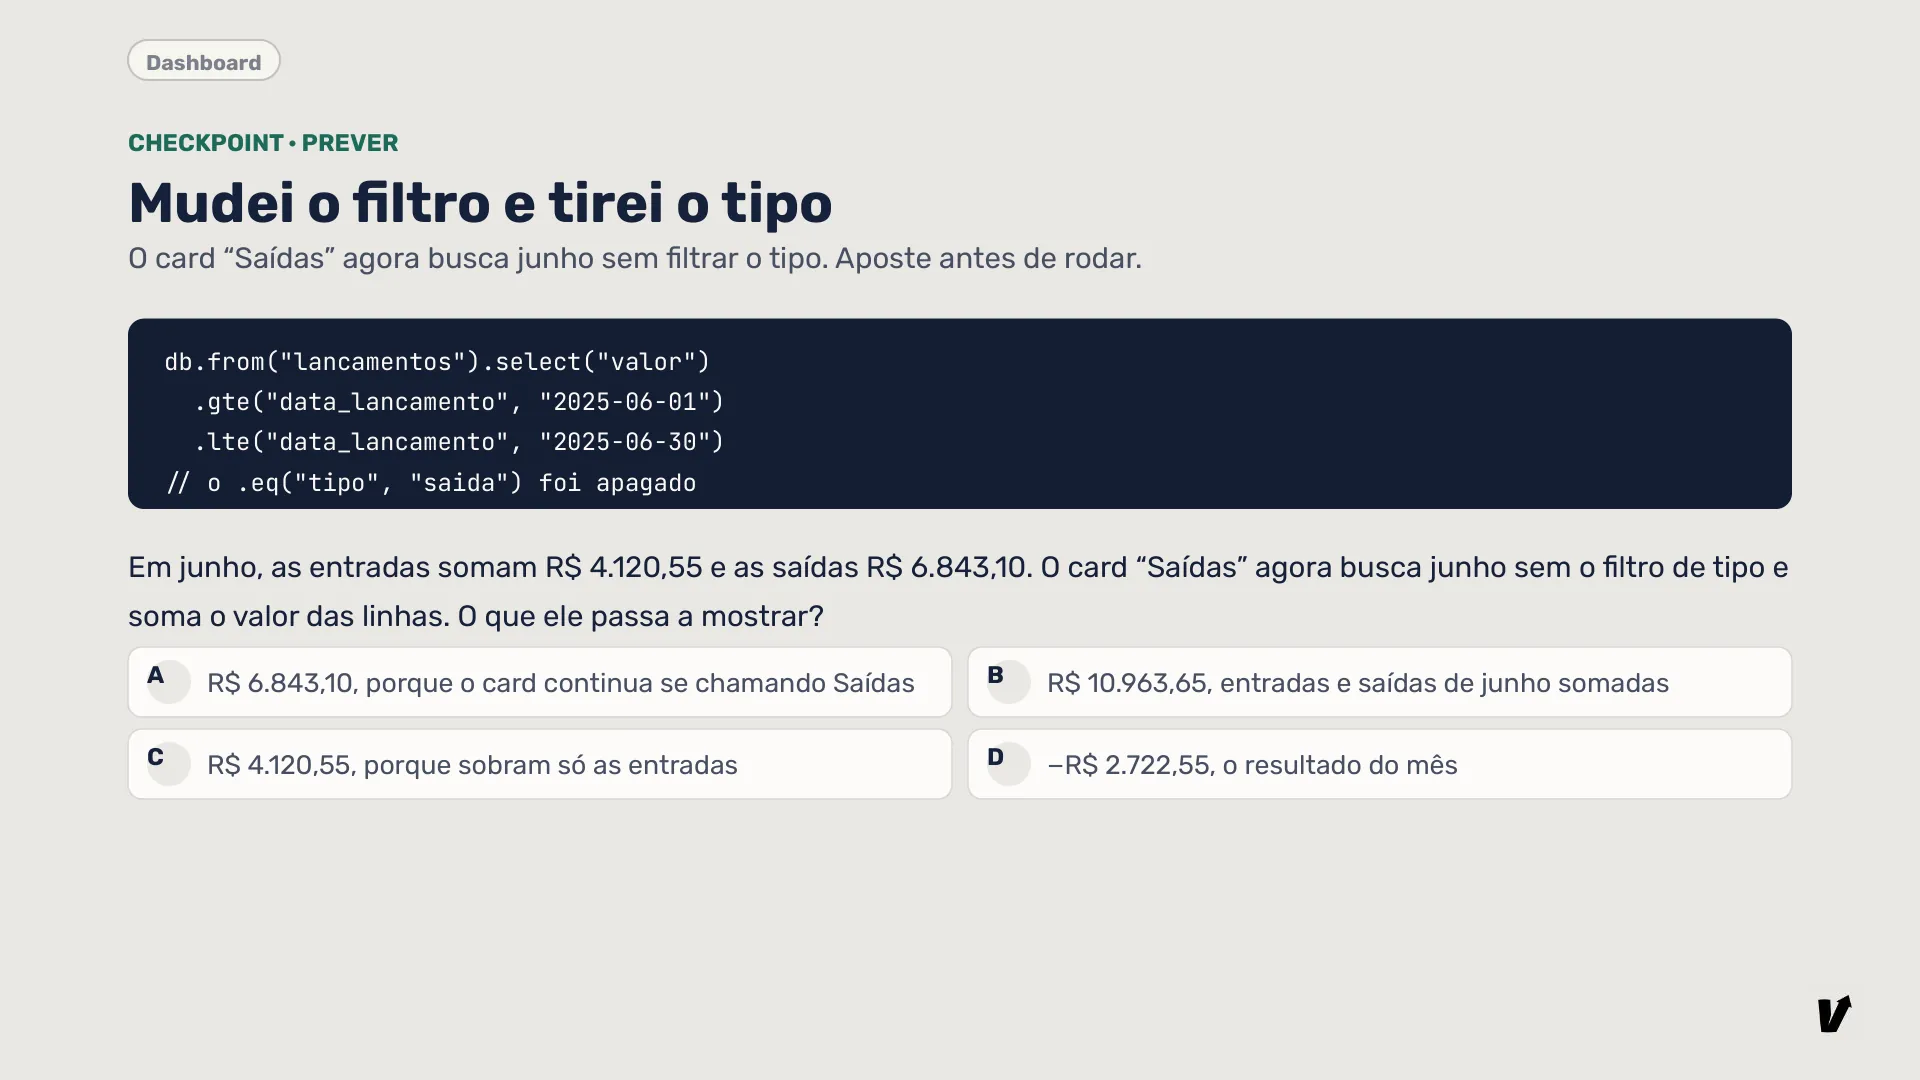 Dashboard
CHECKPOINT • PREVER
Mudei o filtro e tirei o tipo
O card “Saídas” agora busca junho sem filtrar o tipo. Aposte antes de rodar.
db.from("lancamentos").select("valor")
  .gte("data_lancamento", "2025-06-01")
  .lte("data_lancamento", "2025-06-30")
// o .eq("tipo", "saida") foi apagado
Em junho, as entradas somam R$ 4.120,55 e as saídas R$ 6.843,10. O card “Saídas” agora busca junho sem o filtro de tipo e
soma o valor das linhas. O que ele passa a mostrar?
A R$ 6.843,10, porque o card continua se chamando Saídas
B R$ 10.963,65, entradas e saídas de junho somadas
C R$ 4.120,55, porque sobram só as entradas
D −R$ 2.722,55, o resultado do mês